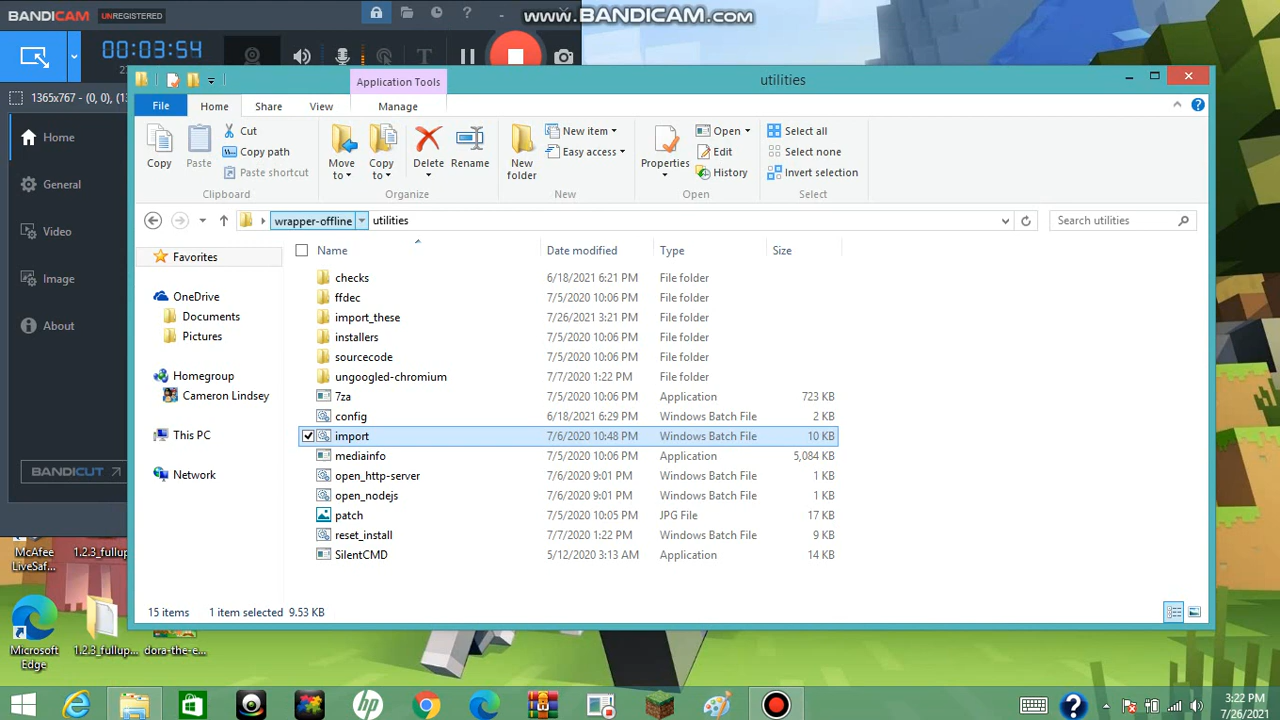 BANDICAM UNREGISTERED
www.BANDICAM.com
00:03:54
1365x767 - (0, 0), (13
Home
General
Video
Image
About
BANDICUT
Application Tools
utilities
File Home Share View Manage
Copy
Paste
Cut
Copy path
Paste shortcut
Clipboard
Move to
Copy to
Delete
Rename
Organize
New folder
New item
Easy access
New
Properties
Open
Edit
History
Open
Select all
Select none
Invert selection
Select
wrapper-offline utilities
Search utilities
Favorites
OneDrive
Documents
Pictures
Homegroup
Cameron Lindsey
This PC
Network
Name Date modified Type Size
checks 6/18/2021 6:21 PM File folder
ffdec 7/5/2020 10:06 PM File folder
import_these 7/26/2021 3:21 PM File folder
installers 7/5/2020 10:06 PM File folder
sourcecode 7/5/2020 10:06 PM File folder
ungoogled-chromium 7/7/2020 1:22 PM File folder
7za 7/5/2020 10:06 PM Application 723 KB
config 6/18/2021 6:29 PM Windows Batch File 2 KB
import 7/6/2020 10:48 PM Windows Batch File 10 KB
mediainfo 7/5/2020 10:06 PM Application 5,084 KB
open_http-server 7/6/2020 9:01 PM Windows Batch File 1 KB
open_nodejs 7/6/2020 9:01 PM Windows Batch File 1 KB
patch 7/5/2020 10:05 PM JPG File 17 KB
reset_install 7/7/2020 1:22 PM Windows Batch File 9 KB
SilentCMD 5/12/2020 3:13 AM Application 14 KB
15 items 1 item selected 9.53 KB
McAfee
LiveSaf...
1.2.3_fullup...
Microsoft
Edge
1.2.3_fullup...
dora-the-e...
3:22 PM
7/26/2021